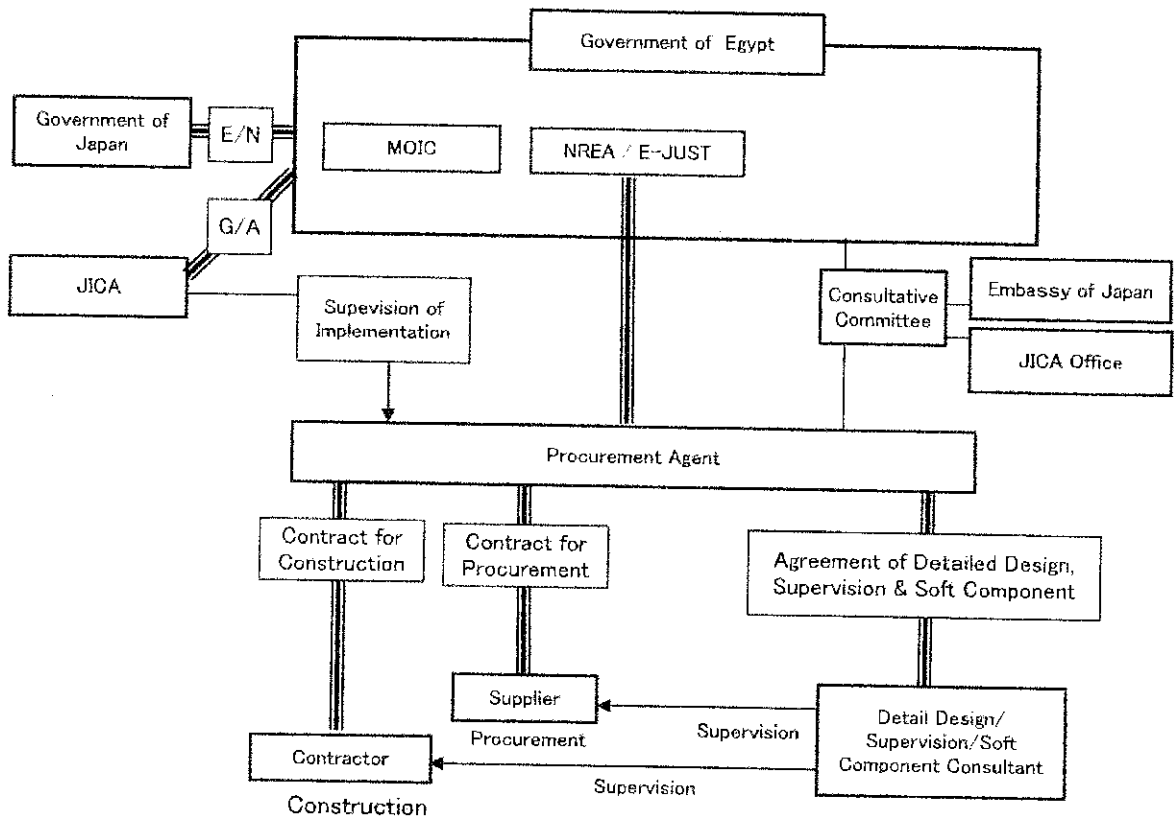 Government of Egypt
Government of
Japan
E/N
MOIC
NREA / E-JUST
G/A
JICA
Supevision of
Implementation
Consultative
Committee
Embassy of Japan
JICA Office
Procurement Agent
Contract for
Construction
Contract for
Procurement
Agreement of Detailed Design,
Supervision & Soft Component
Supplier
Procurement
Supervision
Detail Design/
Supervision/Soft
Component Consultant
Contractor
Supervision
Construction